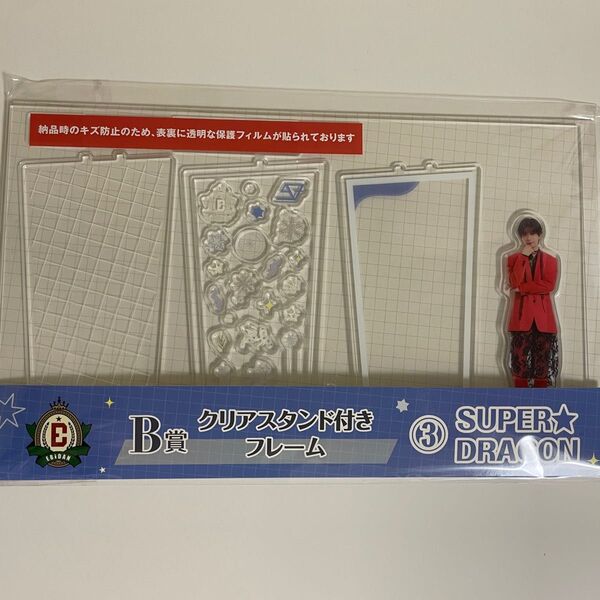 納品時のキズ防止のため、表裏に透明な保護フィルムが貼られております
E
EBiDAN
B賞
クリアスタンド付き
フレーム
③
SUPER☆
DRAGON